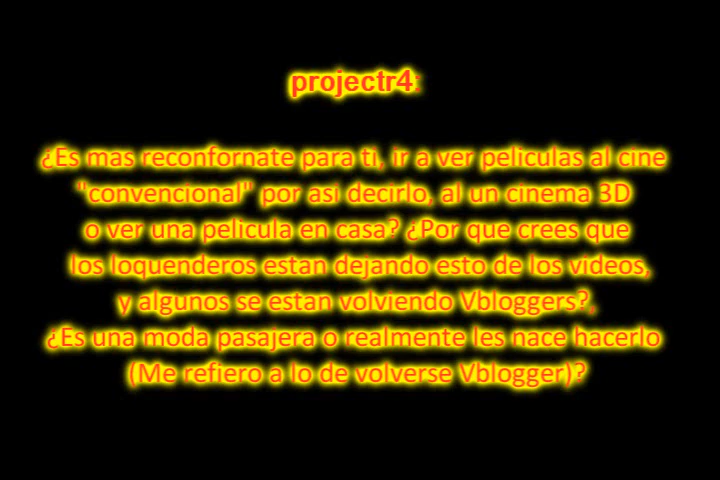 projectr4:
¿Es mas reconfornate para ti, ir a ver peliculas al cine
"convencional" por asi decirlo, al un cinema 3D
o ver una pelicula en casa? ¿Por que crees que
los loquenderos estan dejando esto de los videos,
y algunos se estan volviendo Vbloggers?,
¿Es una moda pasajera o realmente les nace hacerlo
(Me refiero a lo de volverse Vblogger)?